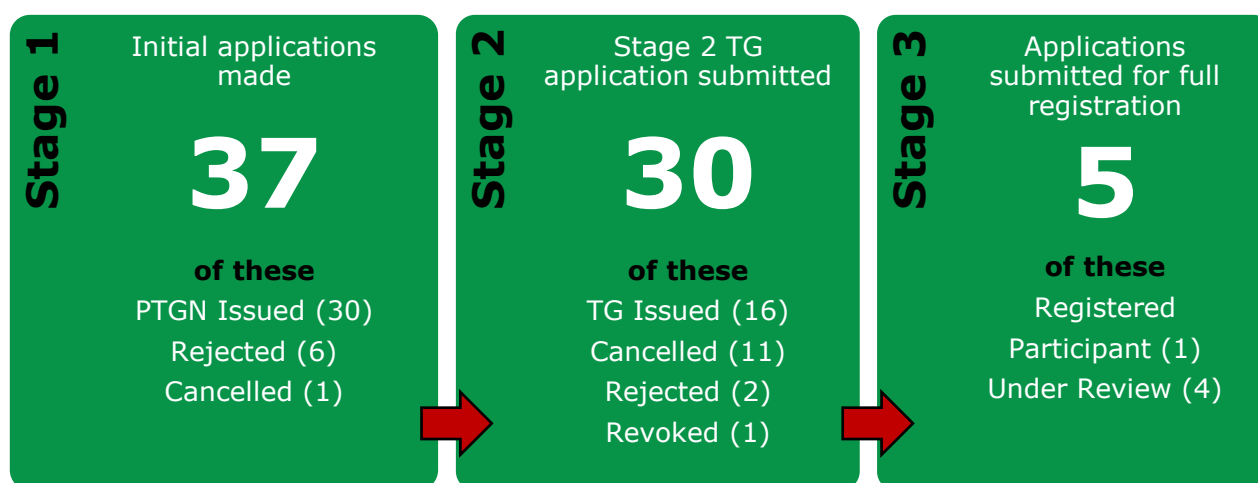 Stage 1
Initial applications
made
37
of these
PTGN Issued (30)
Rejected (6)
Cancelled (1)
Stage 2
Stage 2 TG
application submitted
30
of these
TG Issued (16)
Cancelled (11)
Rejected (2)
Revoked (1)
Stage 3
Applications
submitted for full
registration
5
of these
Registered
Participant (1)
Under Review (4)